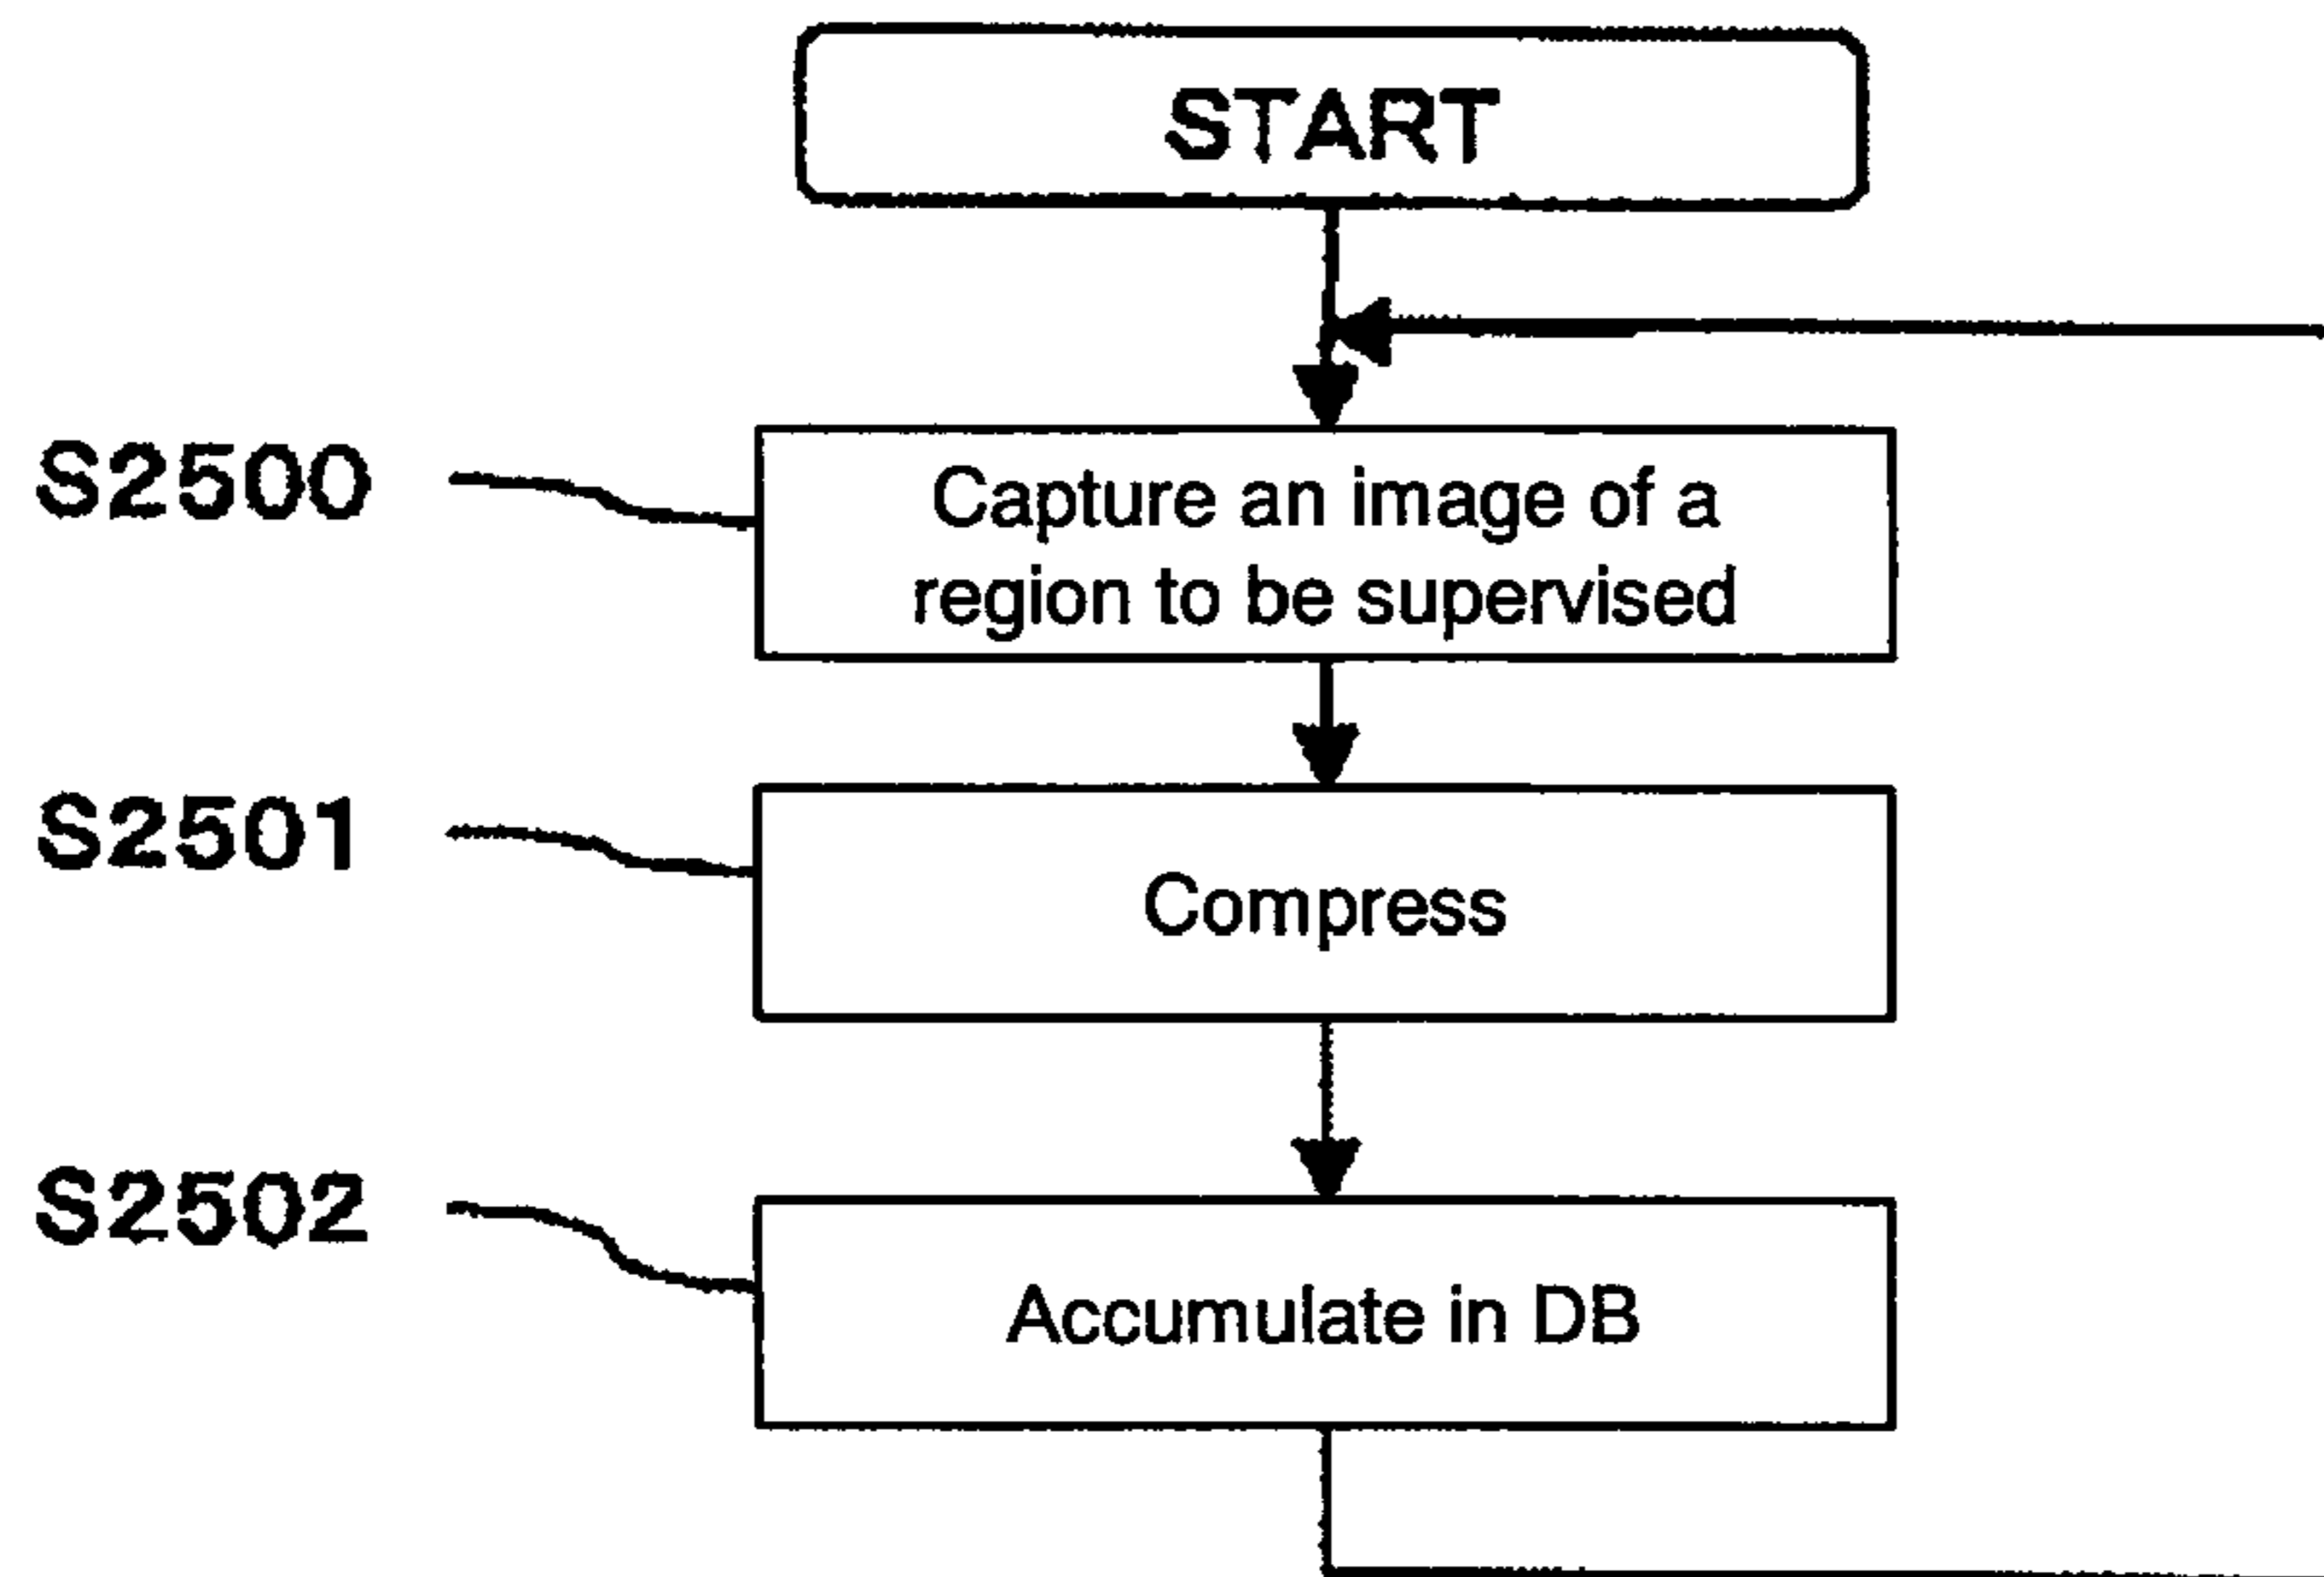 START
S2500
Capture an image of a
region to be supervised
S2501
Compress
S2502
Accumulate in DB